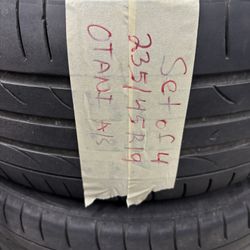 Set of 4
235/45R19
OTANI